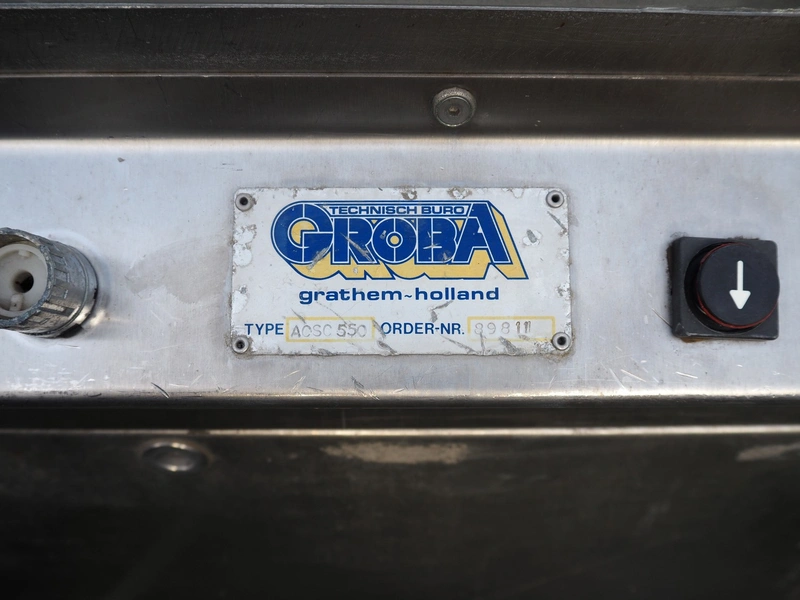 TECHNISCH BURO
GROBA
grathem~holland
TYPE AOSC 550 ORDER-NR. 89811